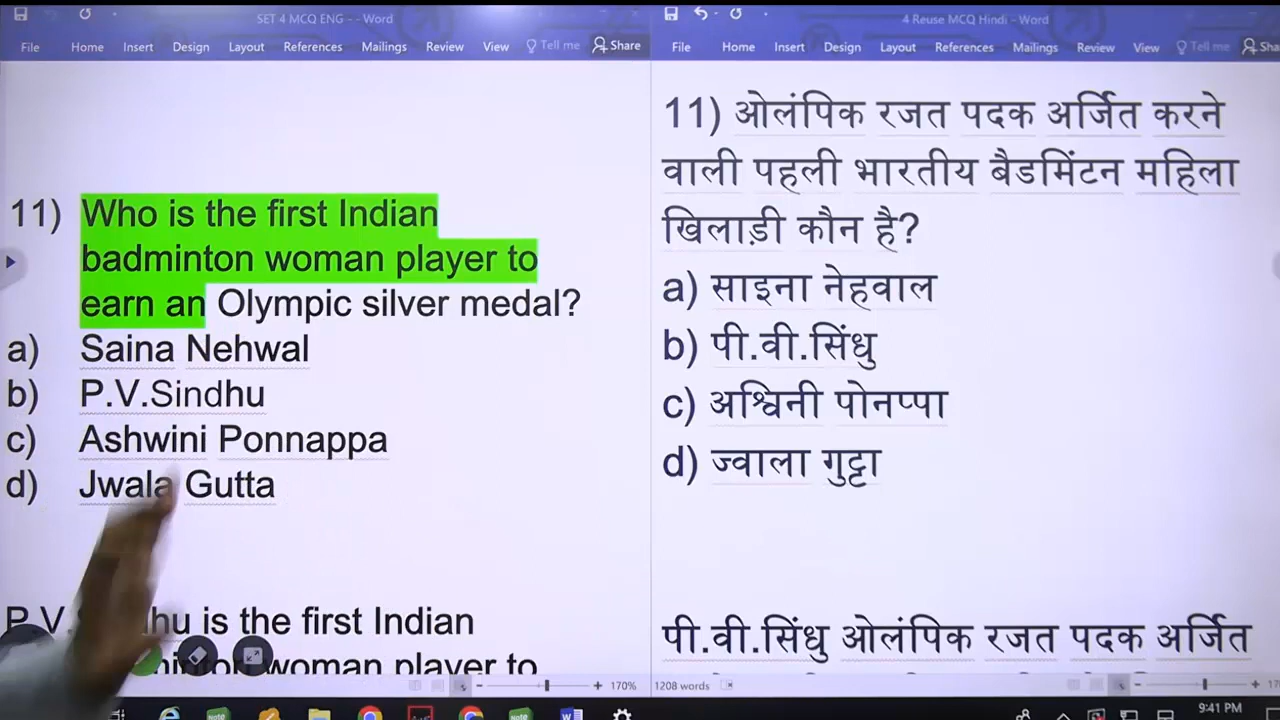 SET 4 MCQ ENG - - Word
File Home Insert Design Layout References Mailings Review View Tell me Share
11) Who is the first Indian
badminton woman player to
earn an Olympic silver medal?
a) Saina Nehwal
b) P.V.Sindhu
c) Ashwini Ponnappa
d) Jwala Gutta
is the first Indian
woman player to
170%
4 Reuse MCQ Hindi - Word
File Home Insert Design Layout References Mailings Review View Tell me
11) ओलंपिक रजत पदक अर्जित करने
वाली पहली भारतीय बैडमिंटन महिला
खिलाड़ी कौन है?
a) साइना नेहवाल
b) पी.वी.सिंधु
c) अश्विनी पोनप्पा
d) ज्वाला गुट्टा
पी.वी.सिंधु ओलंपिक रजत पदक अर्जित
1208 words
9:41 PM